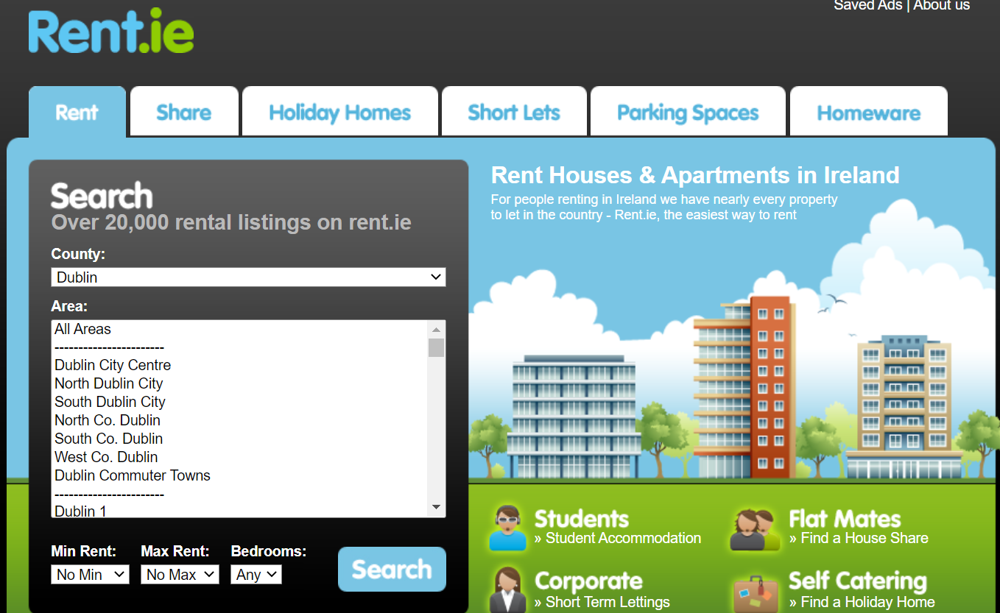 Saved Ads | About us
Rent.ie
Rent
Share
Holiday Homes
Short Lets
Parking Spaces
Homeware
Search
Over 20,000 rental listings on rent.ie
County:
Dublin
Area:
All Areas
-----------------------
Dublin City Centre
North Dublin City
South Dublin City
North Co. Dublin
South Co. Dublin
West Co. Dublin
Dublin Commuter Towns
-----------------------
Dublin 1
Min Rent: Max Rent: Bedrooms:
No Min No Max Any
Search
Rent Houses & Apartments in Ireland
For people renting in Ireland we have nearly every property
to let in the country - Rent.ie, the easiest way to rent
Students
» Student Accommodation
Flat Mates
» Find a House Share
Corporate
» Short Term Lettings
Self Catering
» Find a Holiday Home